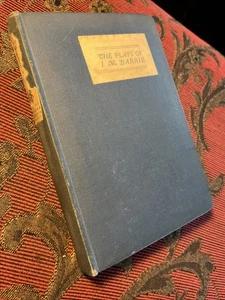 THE PLAYS OF
J. M. BARRIE